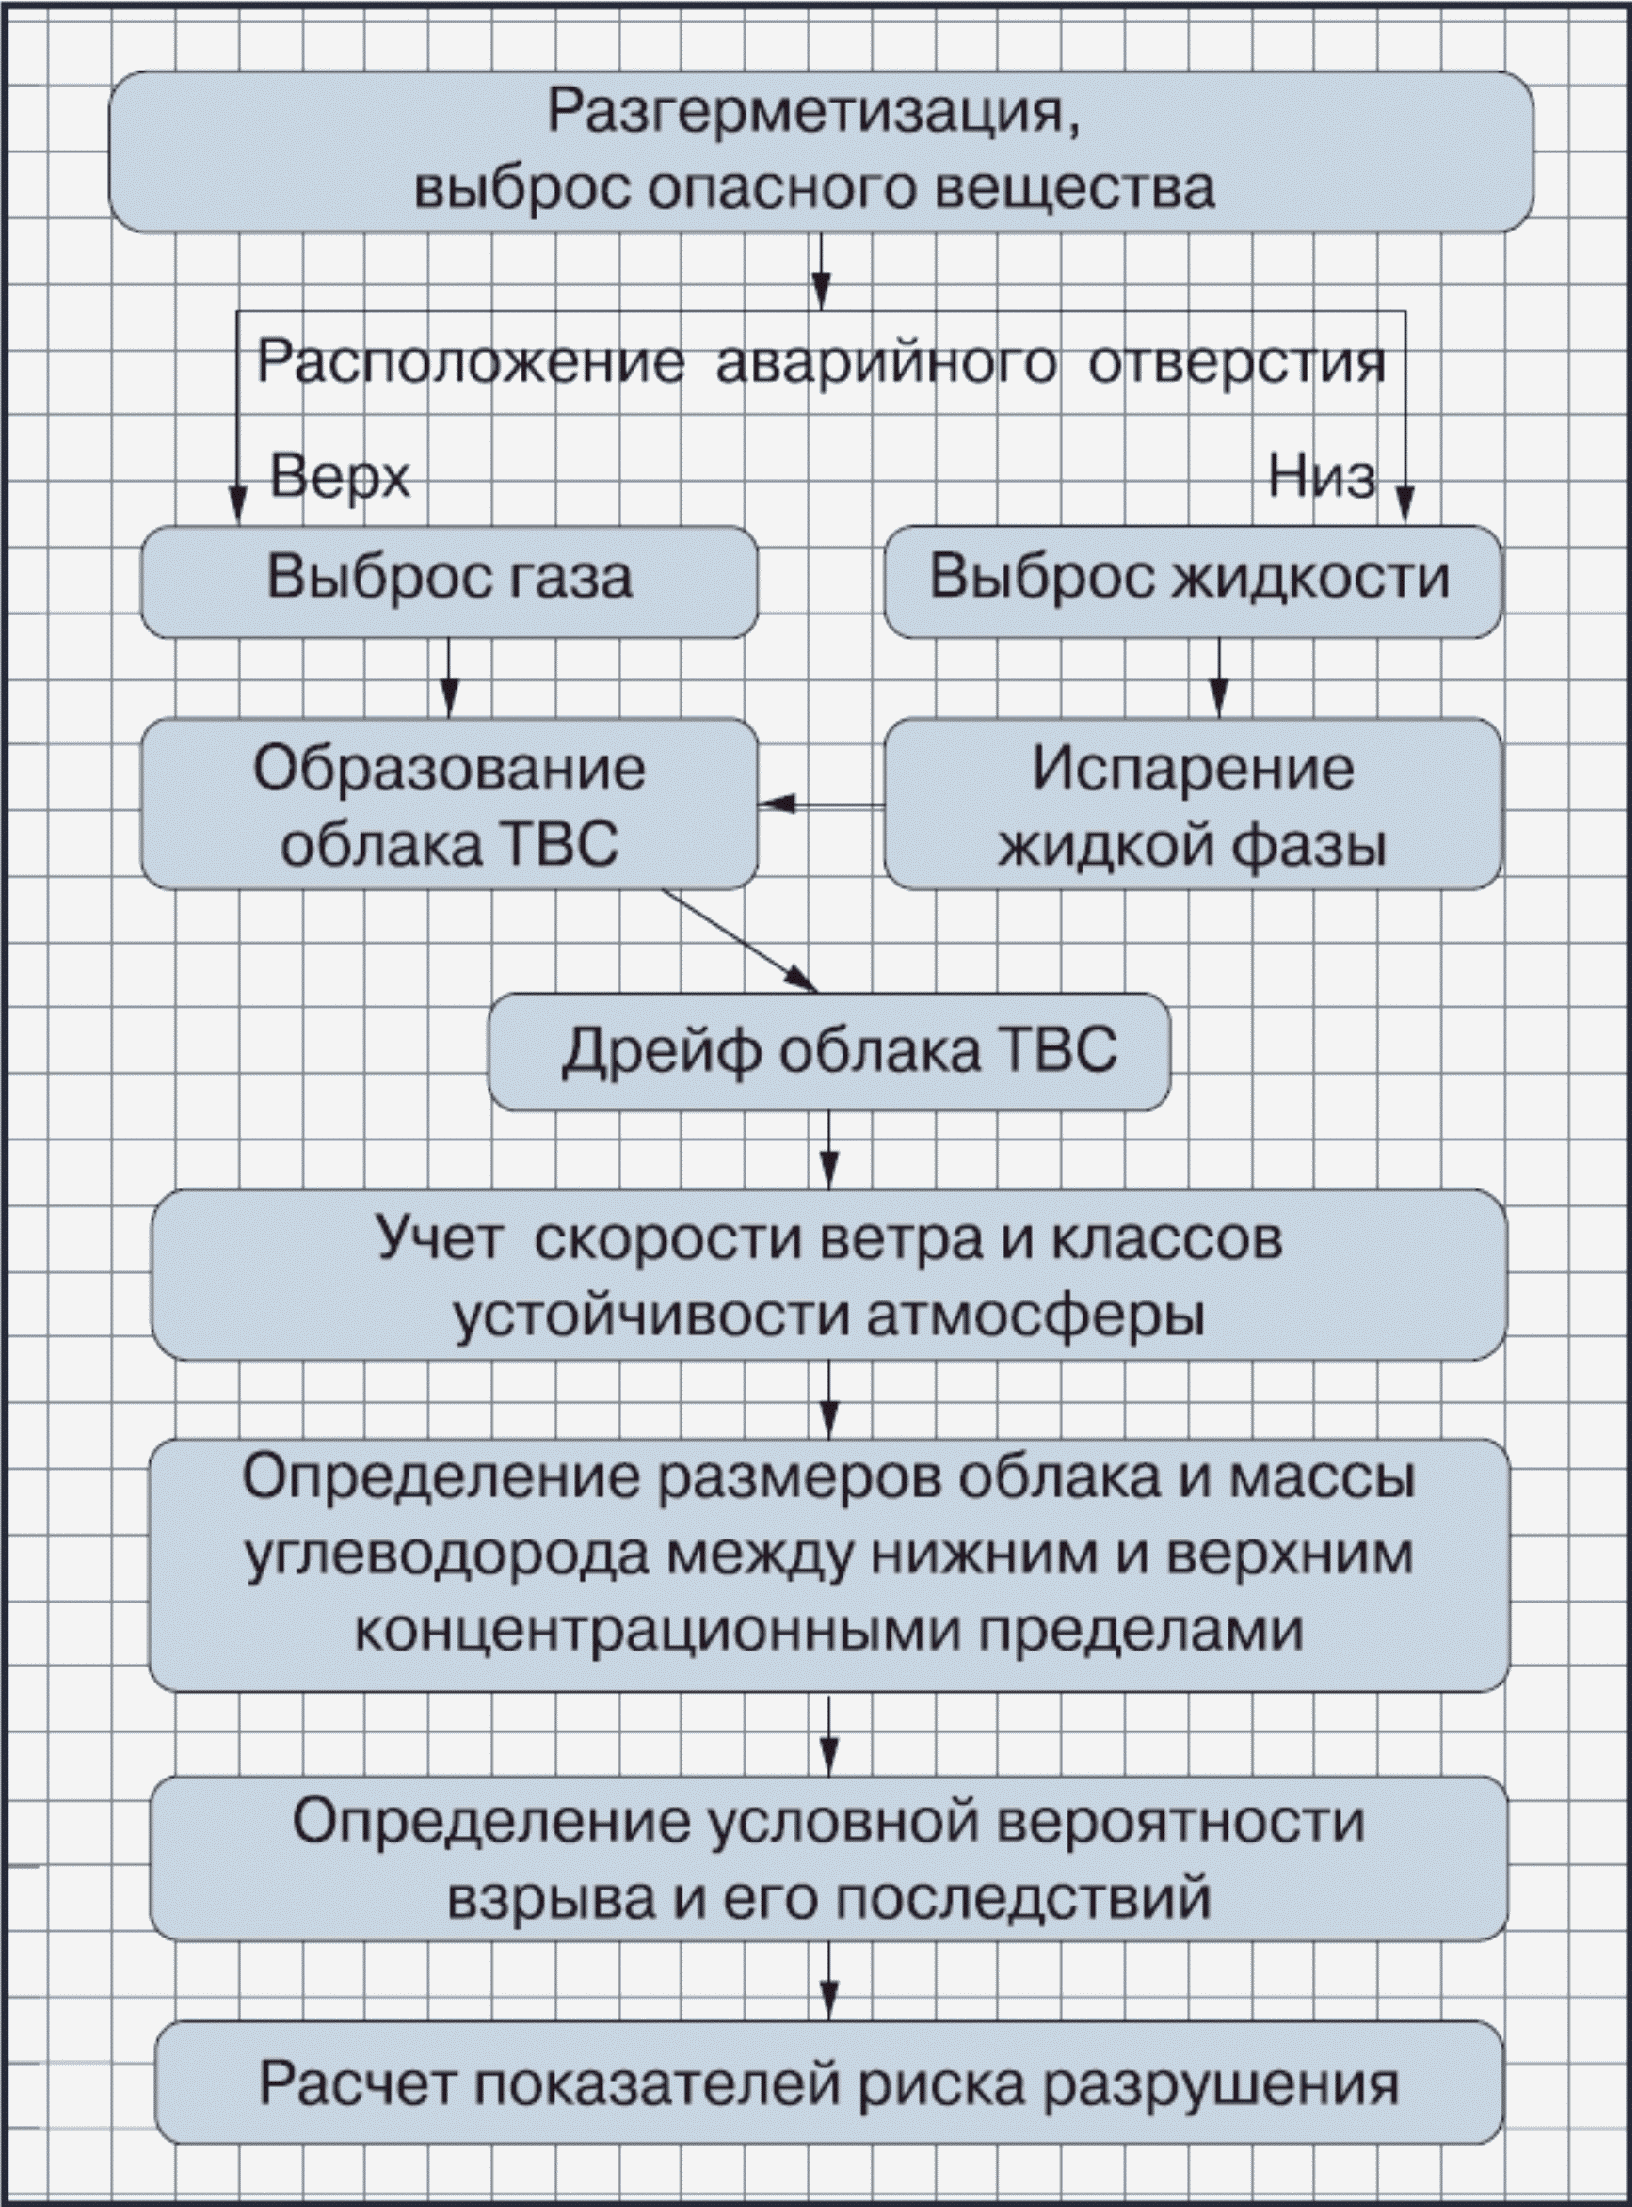 Разгерметизация,
выброс опасного вещества
Расположение аварийного отверстия
Верх
Низ
Выброс газа
Выброс жидкости
Образование
облака ТВС
Испарение
жидкой фазы
Дрейф облака ТВС
Учет скорости ветра и классов
устойчивости атмосферы
Определение размеров облака и массы
углеводорода между нижним и верхним
концентрационными пределами
Определение условной вероятности
взрыва и его последствий
Расчет показателей риска разрушения